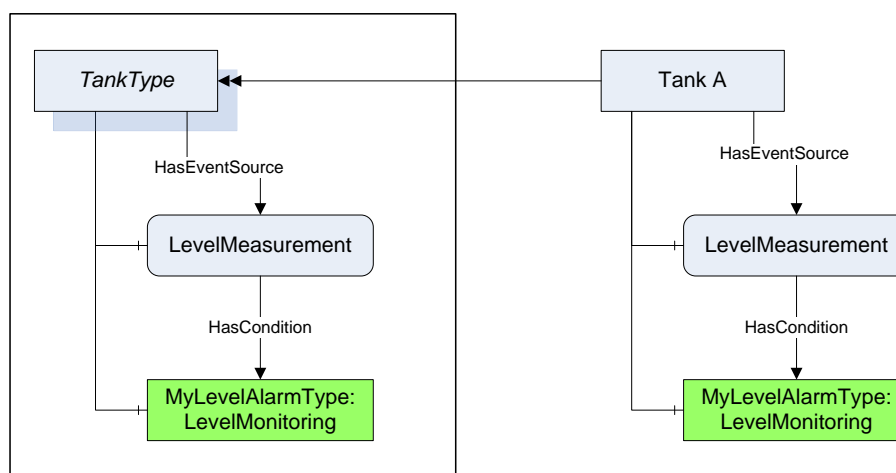 TankType
Tank A
HasEventSource
HasEventSource
LevelMeasurement
LevelMeasurement
HasCondition
HasCondition
MyLevelAlarmType:
LevelMonitoring
MyLevelAlarmType:
LevelMonitoring